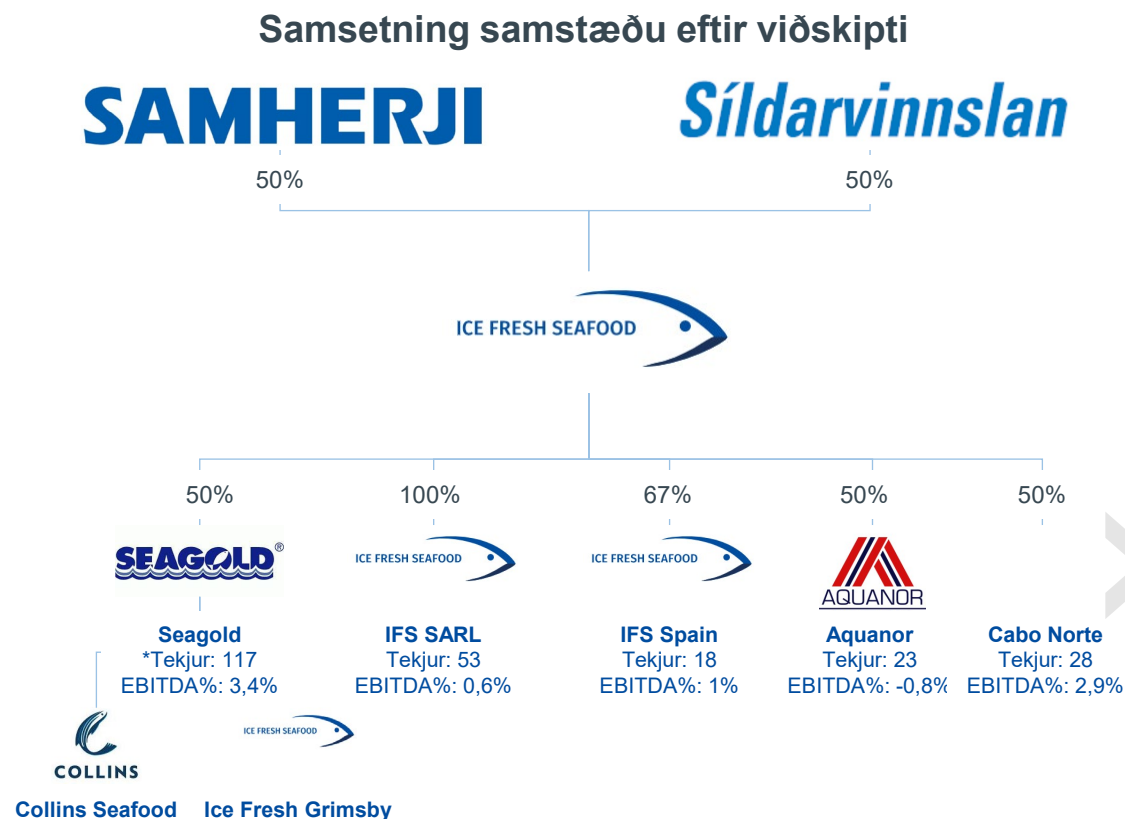 Samsetning samstæðu eftir viðskipti
SAMHERJI
Síldarvinnslan
50%
50%
ICE FRESH SEAFOOD
50%
100%
67%
50%
50%
SEAGOLD®
ICE FRESH SEAFOOD
ICE FRESH SEAFOOD
AQUANOR
Seagold
*Tekjur: 117
EBITDA%: 3,4%
IFS SARL
Tekjur: 53
EBITDA%: 0,6%
IFS Spain
Tekjur: 18
EBITDA%: 1%
Aquanor
Tekjur: 23
EBITDA%: -0,8%
Cabo Norte
Tekjur: 28
EBITDA%: 2,9%
COLLINS
ICE FRESH SEAFOOD
Collins Seafood
Ice Fresh Grimsby